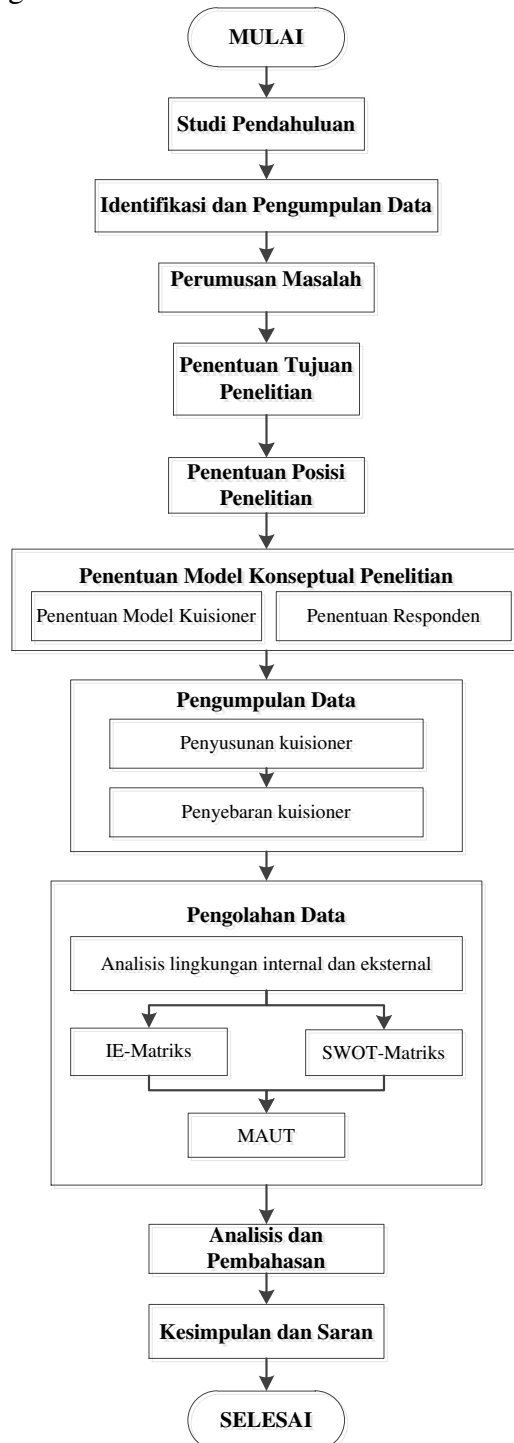 g
MULAI
Studi Pendahuluan
Identifikasi dan Pengumpulan Data
Perumusan Masalah
Penentuan Tujuan
Penelitian
Penentuan Posisi
Penelitian
Penentuan Model Konseptual Penelitian
Penentuan Model Kuisioner
Penentuan Responden
Pengumpulan Data
Penyusunan kuisioner
Penyebaran kuisioner
Pengolahan Data
Analisis lingkungan internal dan eksternal
IE-Matriks
SWOT-Matriks
MAUT
Analisis dan
Pembahasan
Kesimpulan dan Saran
SELESAI